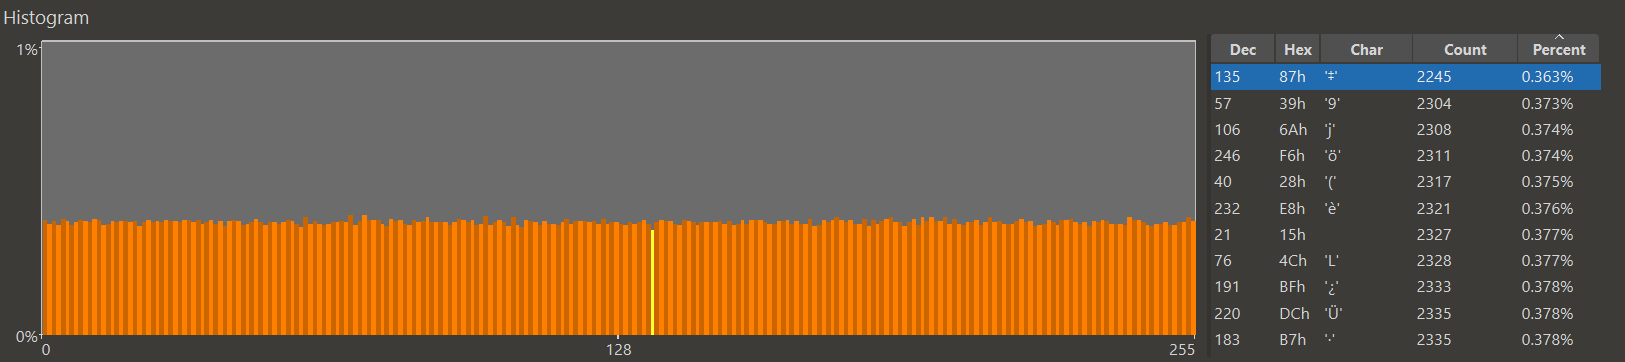 Histogram
1%
0%
0 128 255
Dec Hex Char Count Percent
135 87h '‡' 2245 0.363%
57 39h '9' 2304 0.373%
106 6Ah 'j' 2308 0.374%
246 F6h 'ö' 2311 0.374%
40 28h '(' 2317 0.375%
232 E8h 'è' 2321 0.376%
21 15h 2327 0.377%
76 4Ch 'L' 2328 0.377%
191 BFh '¿' 2333 0.378%
220 DCh 'Ü' 2335 0.378%
183 B7h '·' 2335 0.378%